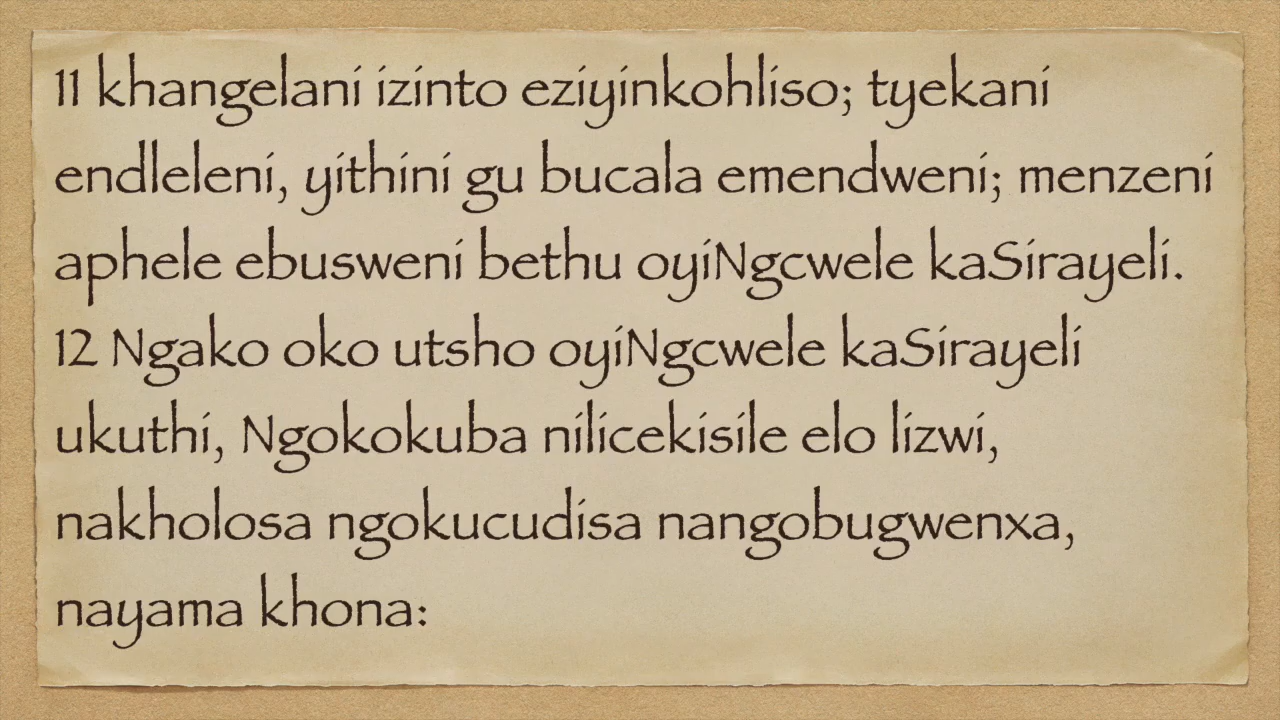 11 khangelani izinto eziyinkohliso; tyekani
endleleni, yithini gu bucala emendweni; menzeni
aphele ebusweni bethu oyiNgcwele kaSirayeli.
12 Ngako oko utsho oyiNgcwele kaSirayeli
ukuthi, Ngokokuba nilicekisile elo lizwi,
nakholosa ngokucudisa nangobugwenxa,
nayama khona: